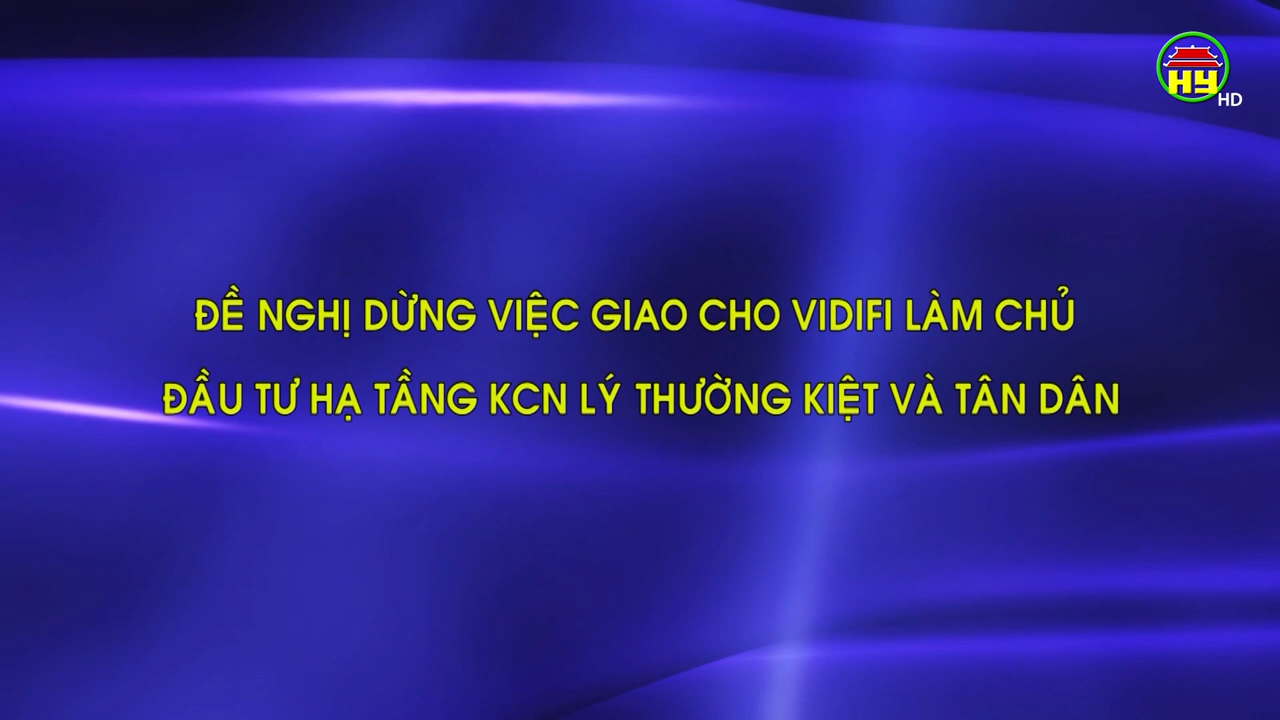 HY
HD
ĐỀ NGHỊ DỪNG VIỆC GIAO CHO VIDIFI LÀM CHỦ
ĐẦU TƯ HẠ TẦNG KCN LÝ THƯỜNG KIỆT VÀ TÂN DÂN